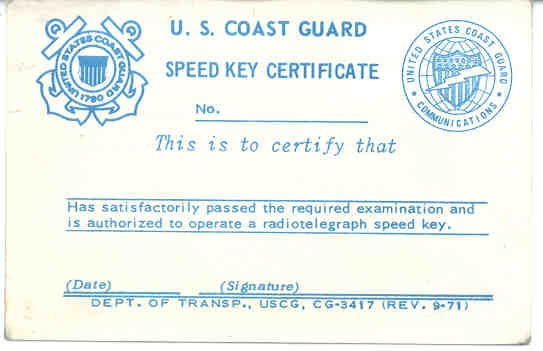 U. S. COAST GUARD
SPEED KEY CERTIFICATE
UNITED STATES COAST GUARD
1790
UNITED STATES COAST GUARD
* COMMUNICATIONS *
No.
This is to certify that
Has satisfactorily passed the required examination and
is authorized to operate a radiotelegraph speed key.
(Date) (Signature)
DEPT. OF TRANSP., USCG, CG-3417 (REV. 9-71)